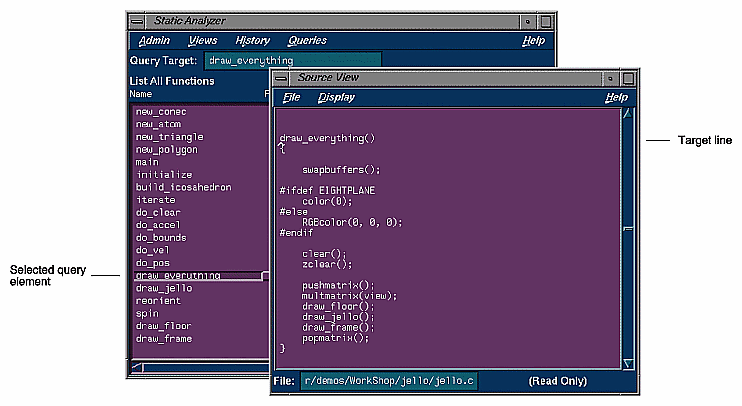 Static Analyzer
Admin Views History Queries Help
Query Target: draw_everything
List All Functions
Name
new_conec
new_atom
new_triangle
new_polygon
main
initialize
build_icosahedron
iterate
do_clear
do_accel
do_bounds
do_vel
do_pos
draw_everything
draw_jello
reorient
spin
draw_floor
draw_frame
Source View
File Display Help
draw_everything()
{
swapbuffers();
#ifdef EIGHTPLANE
color(0);
#else
RGBcolor(0, 0, 0);
#endif
clear();
zclear();
pushmatrix();
multmatrix(view);
draw_floor();
draw_jello();
draw_frame();
popmatrix();
}
File: r/demos/WorkShop/jello/jello.c (Read Only)
Target line
Selected query
element